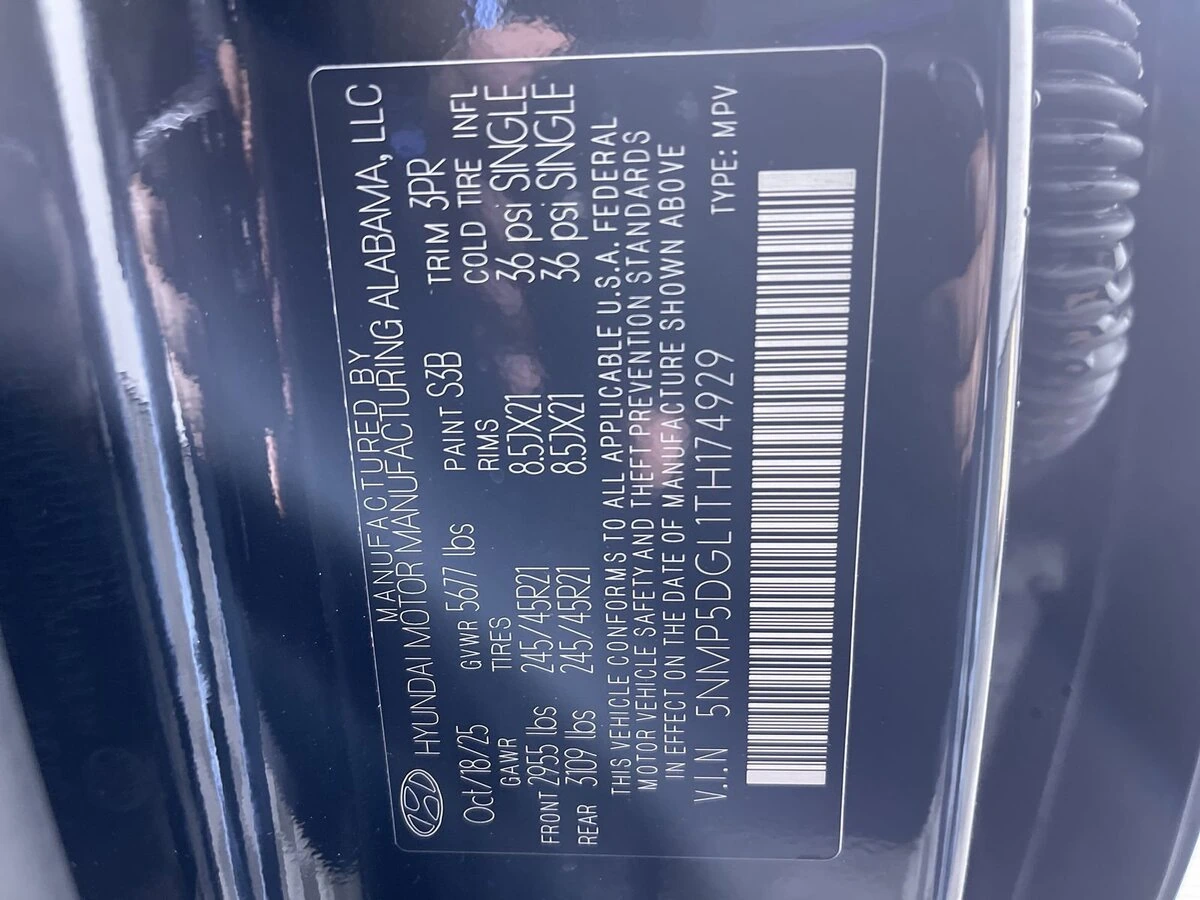 MANUFACTURED BY
HYUNDAI MOTOR MANUFACTURING ALABAMA, LLC
Oct/18/25 GVWR 5677 lbs PAINT S3B TRIM 3PR
GAWR TIRES RIMS COLD TIRE INFL
FRONT 2955 lbs 245/45R21 8.5JX21 36 psi SINGLE
REAR 3109 lbs 245/45R21 8.5JX21 36 psi SINGLE
THIS VEHICLE CONFORMS TO ALL APPLICABLE U.S.A. FEDERAL
MOTOR VEHICLE SAFETY AND THEFT PREVENTION STANDARDS
IN EFFECT ON THE DATE OF MANUFACTURE SHOWN ABOVE
V.I.N 5NMP5DGL1TH174929 TYPE: MPV